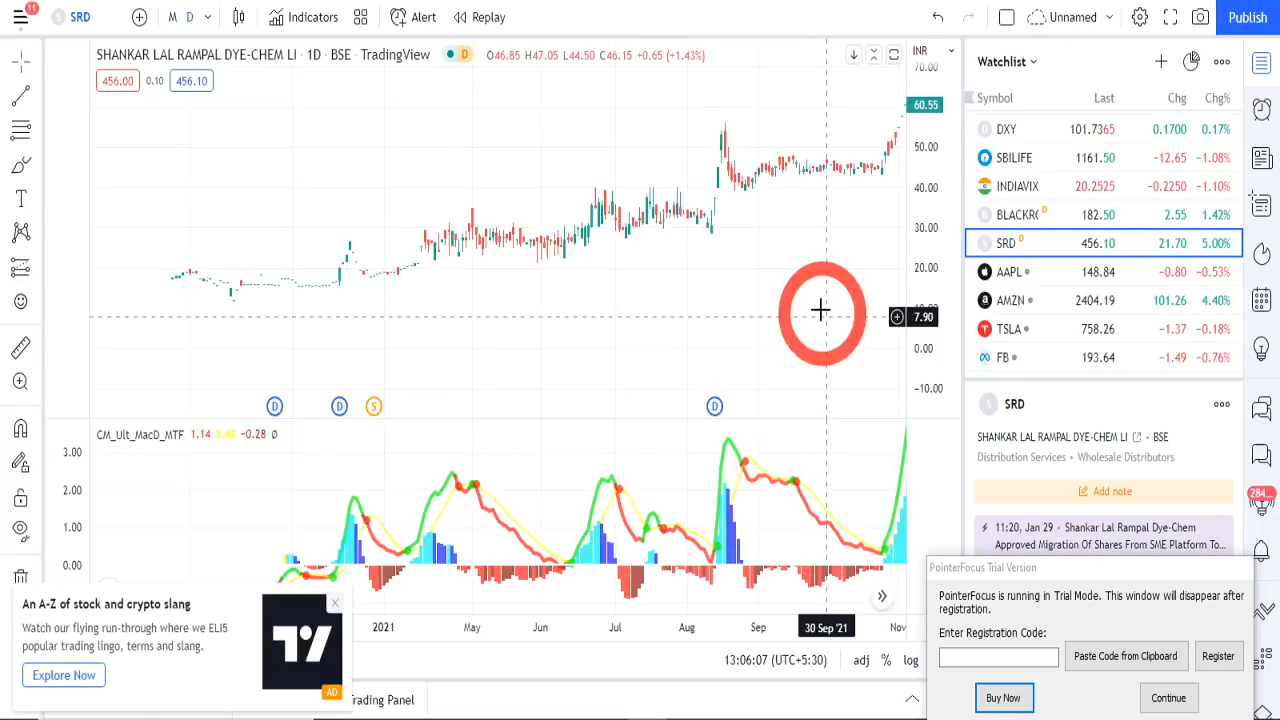 11
SRD
M D
Indicators
Alert
Replay
Unnamed
Publish
SHANKAR LAL RAMPAL DYE-CHEM LI · 1D · BSE · TradingView
D
O46.85 H47.05 L44.50 C46.15 +0.65 (+1.43%)
INR
456.00
0.10
456.10
70.00
60.55
50.00
40.00
30.00
20.00
7.90
0.00
−10.00
D
D
S
D
CM_Ult_MacD_MTF 1.14 −0.28 Ø
3.00
2.00
1.00
0.00
2021
May
Jun
Jul
Aug
Sep
30 Sep '21
Nov
13:06:07 (UTC+5:30)
adj
%
log
Trading Panel
An A-Z of stock and crypto slang
Watch our flying run-through where we ELI5
popular trading lingo, terms and slang.
Explore Now
AD
Watchlist
Symbol Last Chg Chg%
D DXY 101.7365 0.1700 0.17%
SBILIFE 1161.50 −12.65 −1.08%
INDIAVIX 20.2525 −0.2250 −1.10%
BLACKR D 182.50 2.55 1.42%
S SRD D 456.10 21.70 5.00%
AAPL 148.84 −0.80 −0.53%
AMZN 2404.19 101.26 4.40%
TSLA 758.26 −1.37 −0.18%
FB 193.64 −1.49 −0.76%
S SRD
SHANKAR LAL RAMPAL DYE-CHEM LI · BSE
Distribution Services · Wholesale Distributors
Add note
11:20, Jan 29 · Shankar Lal Rampal Dye-Chem
Approved Migration Of Shares From SME Platform To...
284...
PointerFocus Trial Version
PointerFocus is running in Trial Mode. This window will disappear after
registration.
Enter Registration Code:
Paste Code from Clipboard
Register
Buy Now
Continue